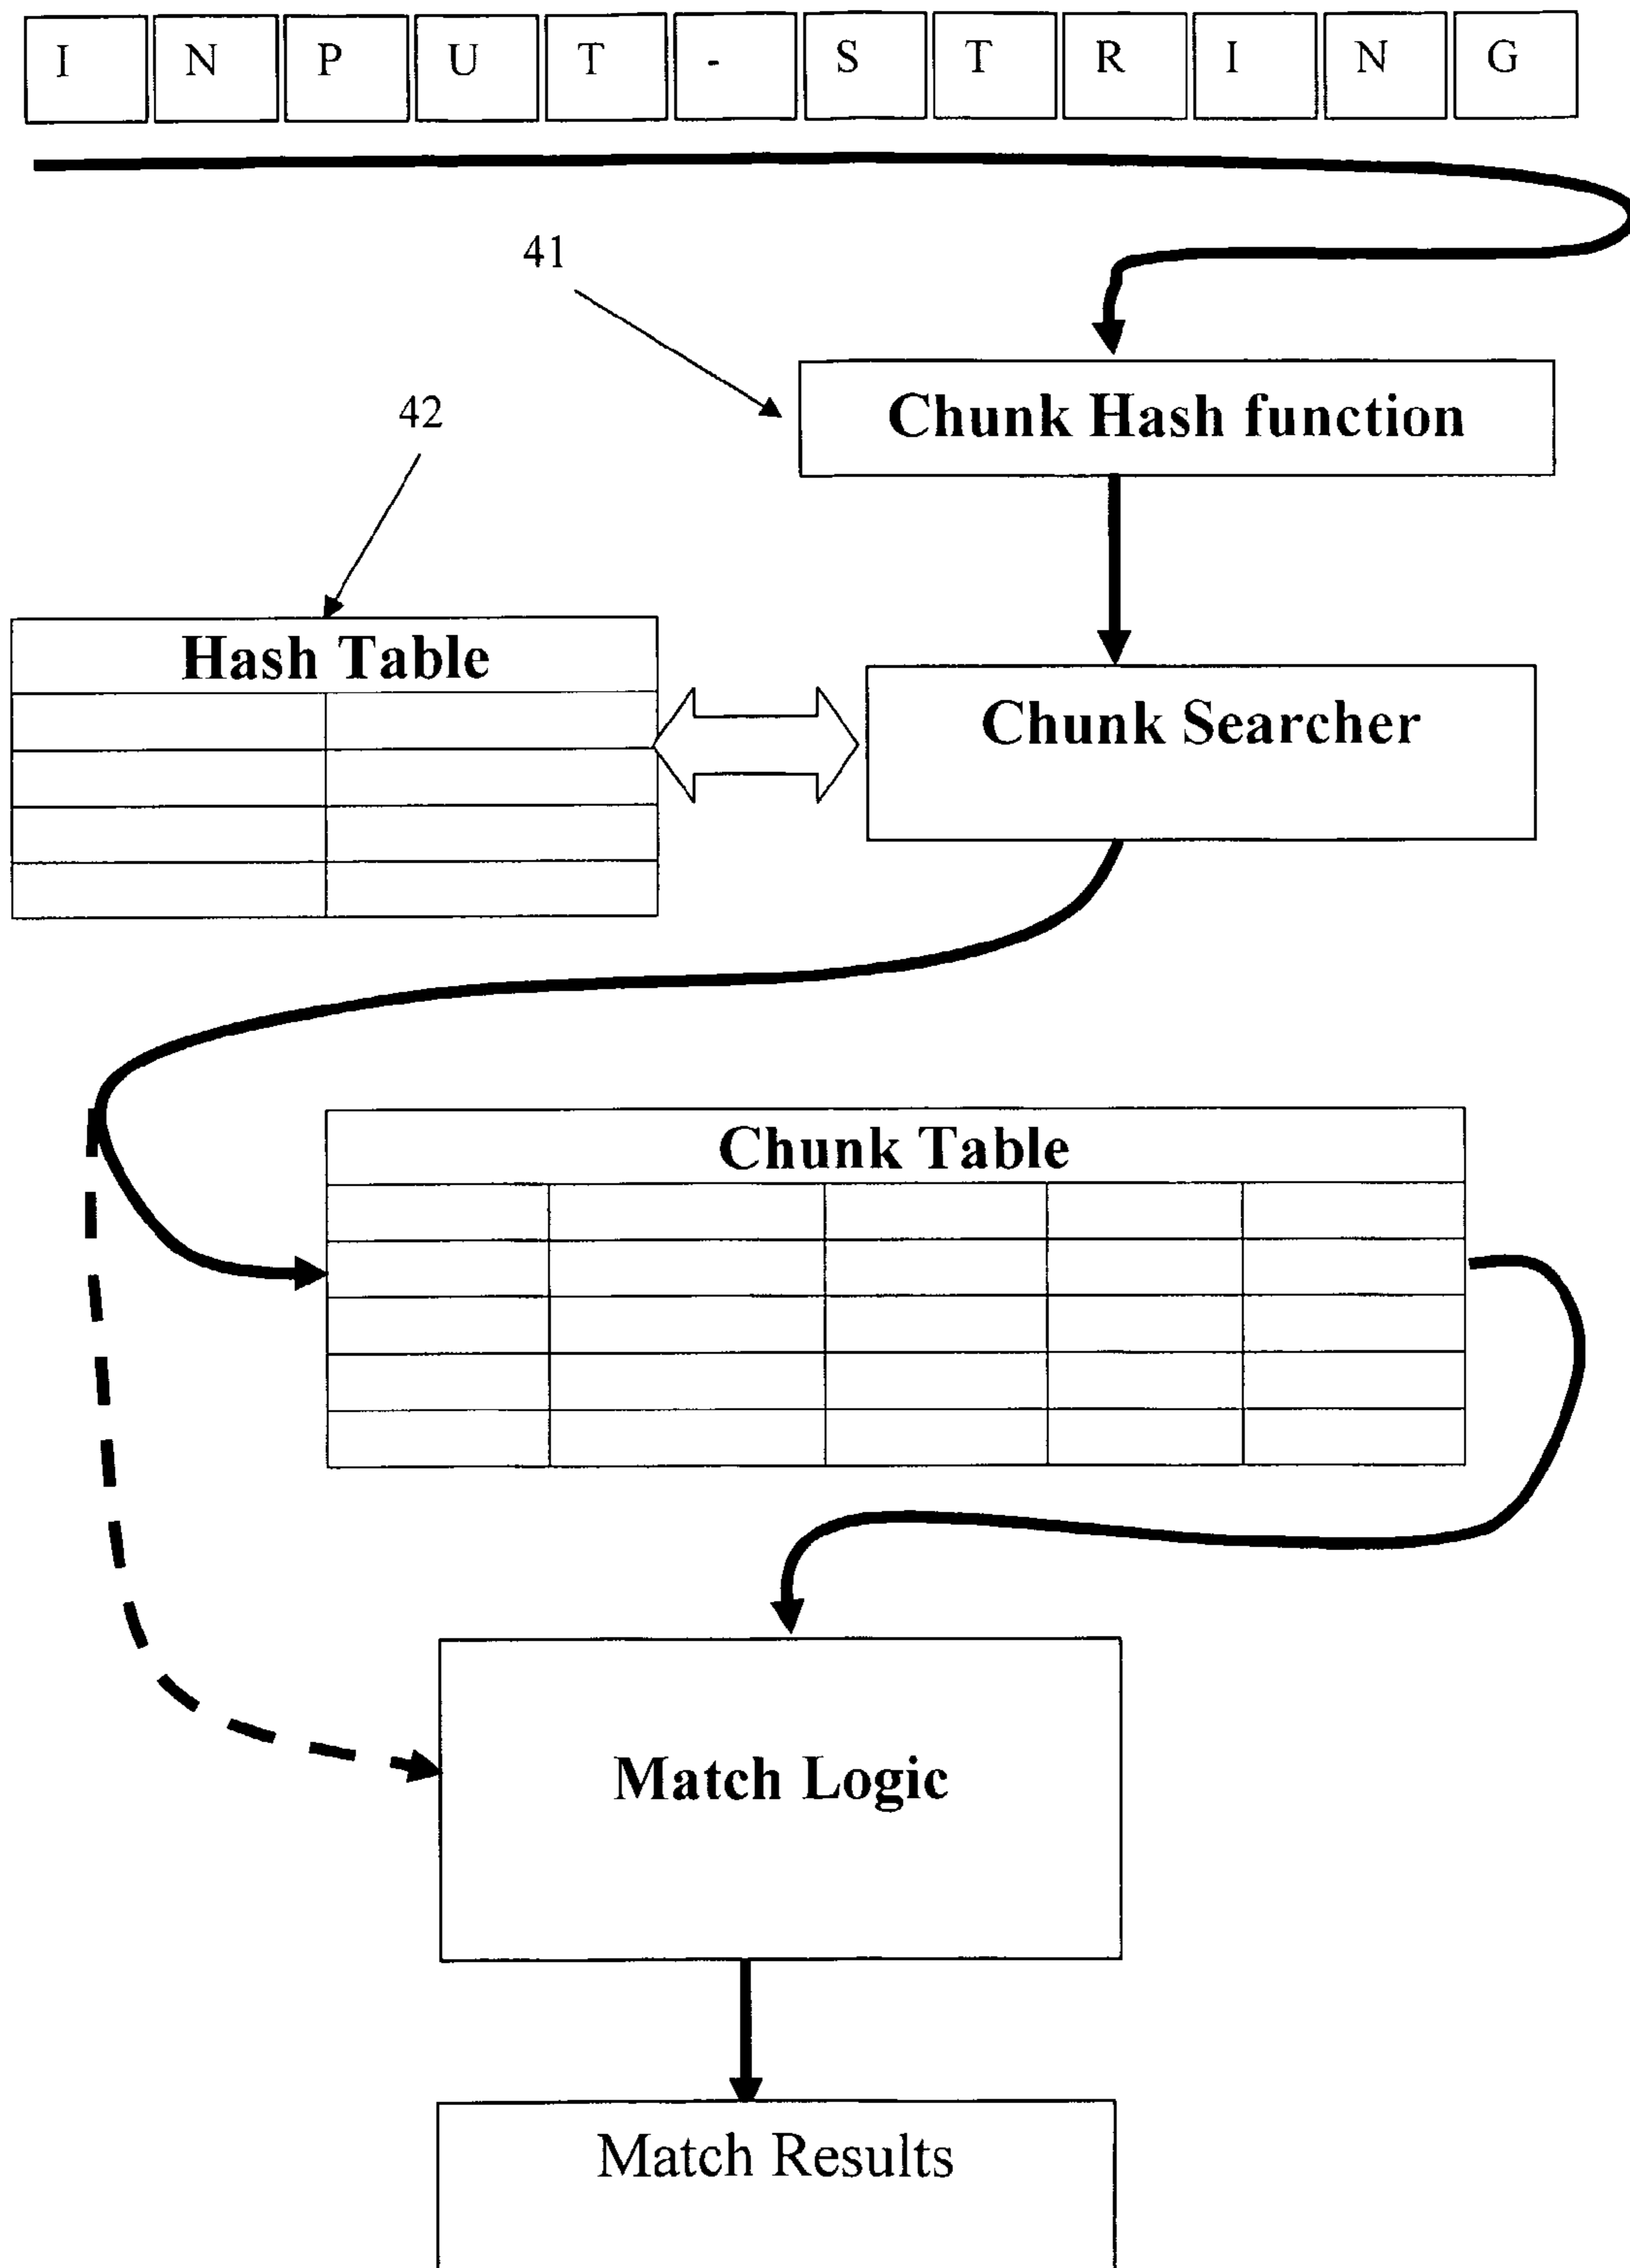 I N P U T - S T R I N G
41
Chunk Hash function
42
Hash Table
Chunk Searcher
Chunk Table
Match Logic
Match Results